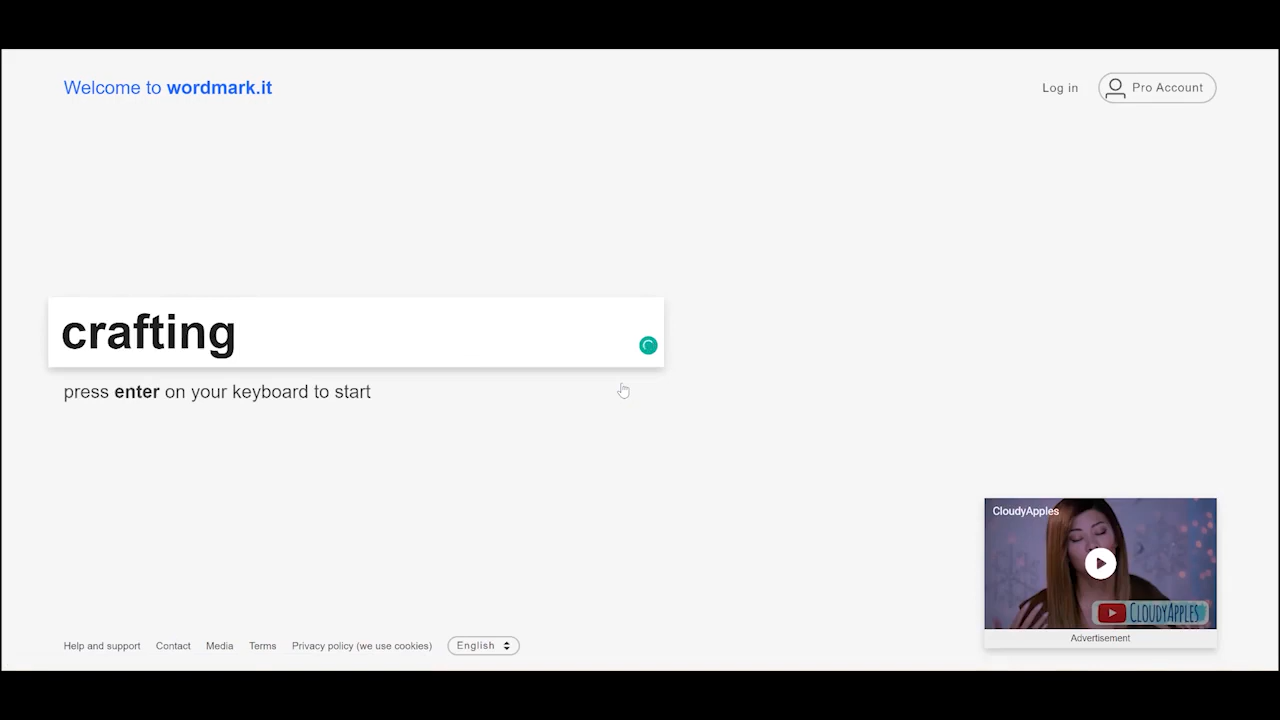 Welcome to wordmark.it
Log in
Pro Account
crafting
press enter on your keyboard to start
CloudyApples
CLOUDYAPPLES
Advertisement
Help and support
Contact
Media
Terms
Privacy policy (we use cookies)
English